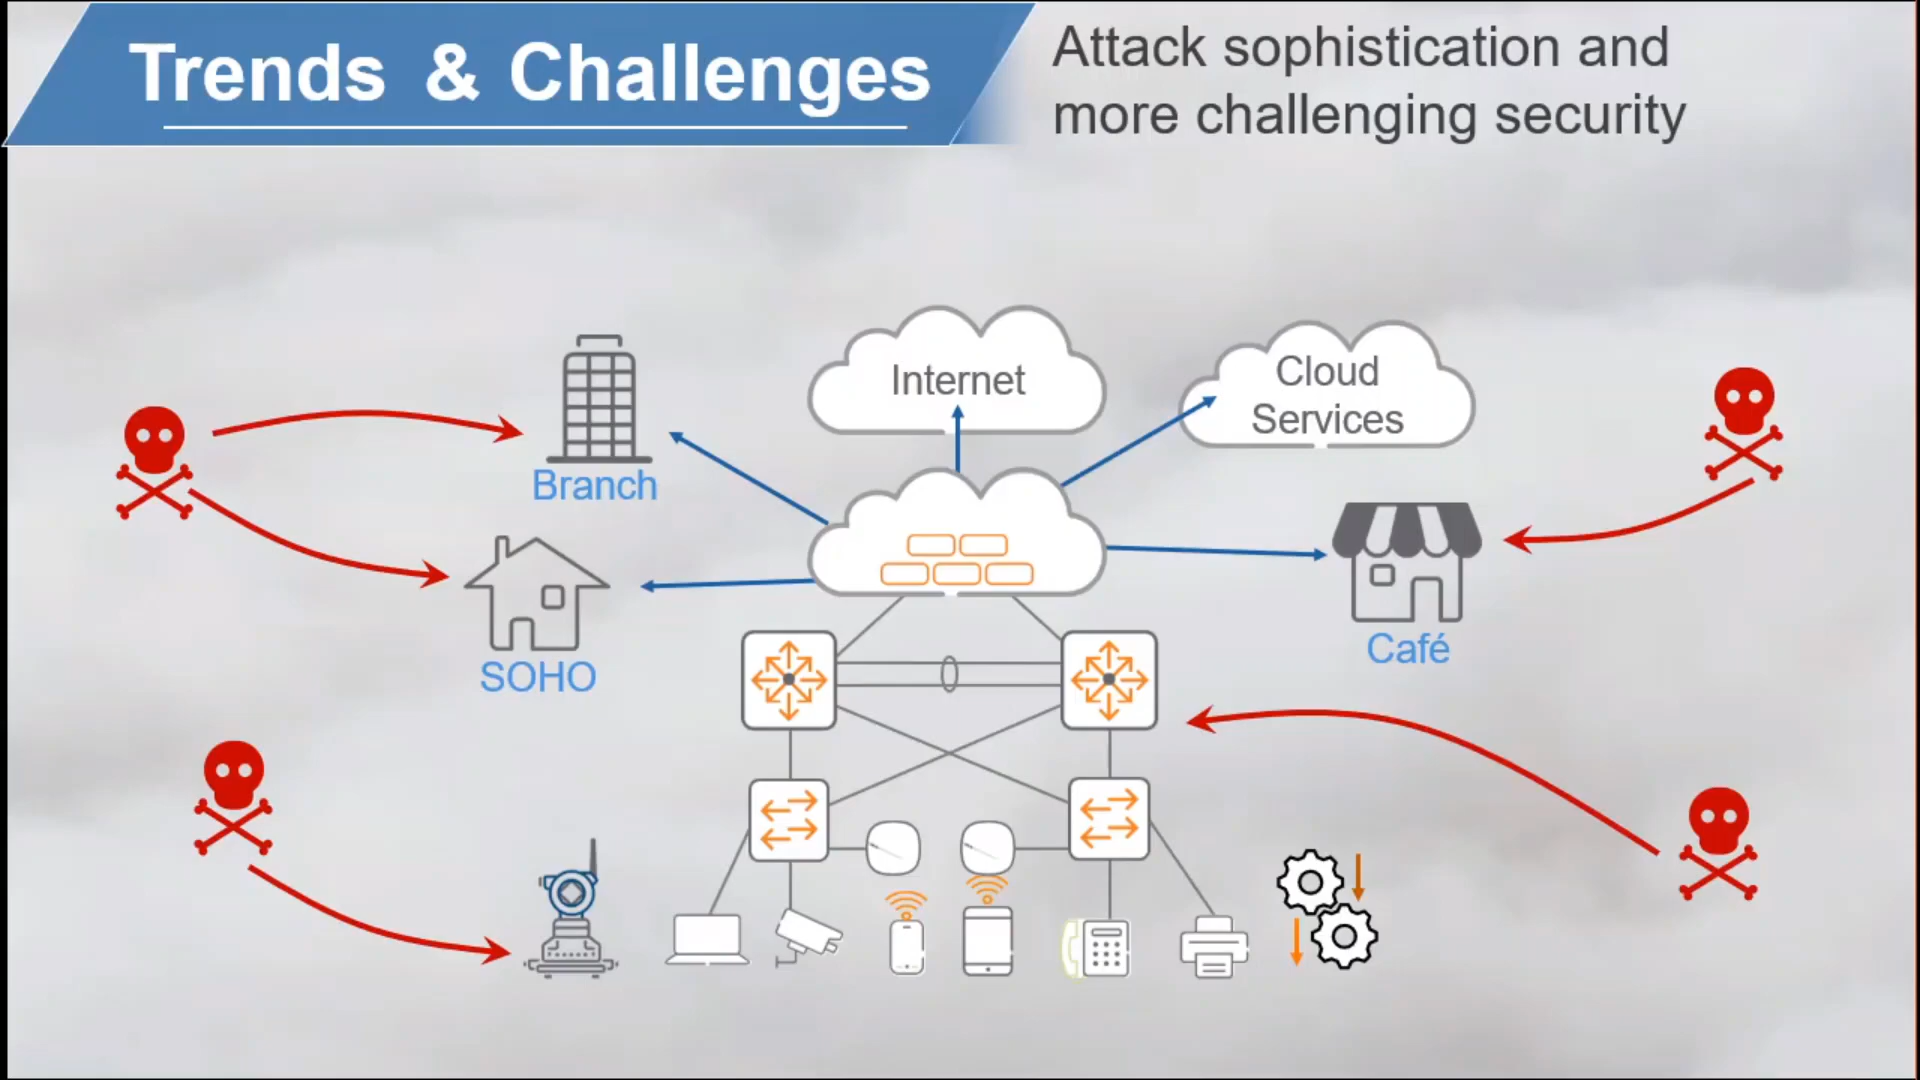 Trends & Challenges
Attack sophistication and
more challenging security
Internet
Cloud
Services
Branch
SOHO
Café